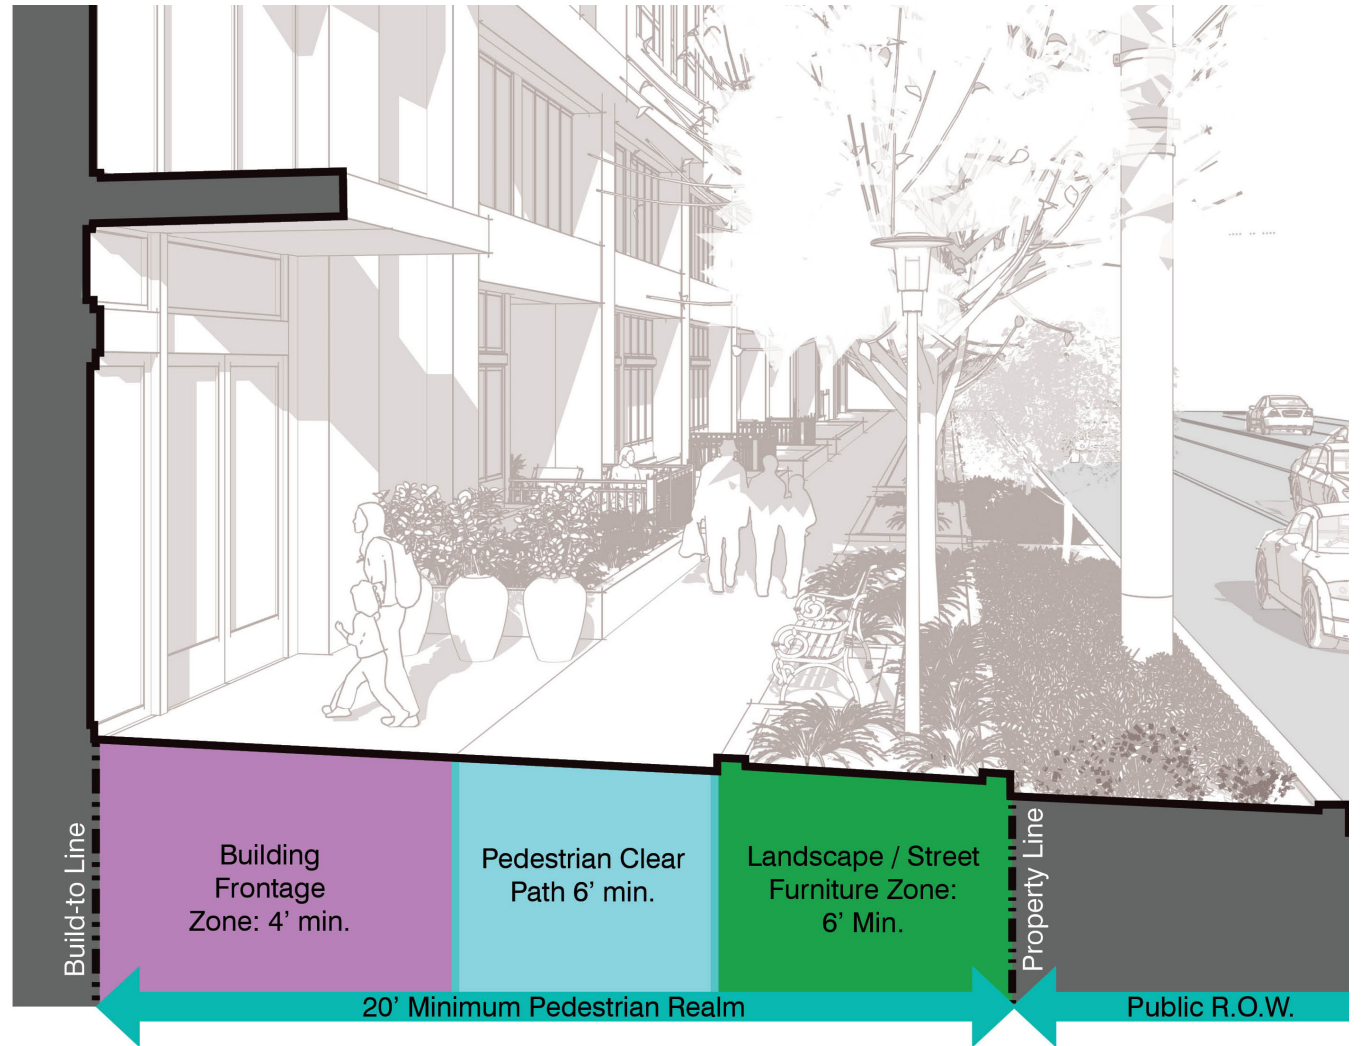 Build-to Line
Building
Frontage
Zone: 4’ min.
Pedestrian Clear
Path 6’ min.
Landscape / Street
Furniture Zone:
6’ Min.
Property Line
20’ Minimum Pedestrian Realm
Public R.O.W.